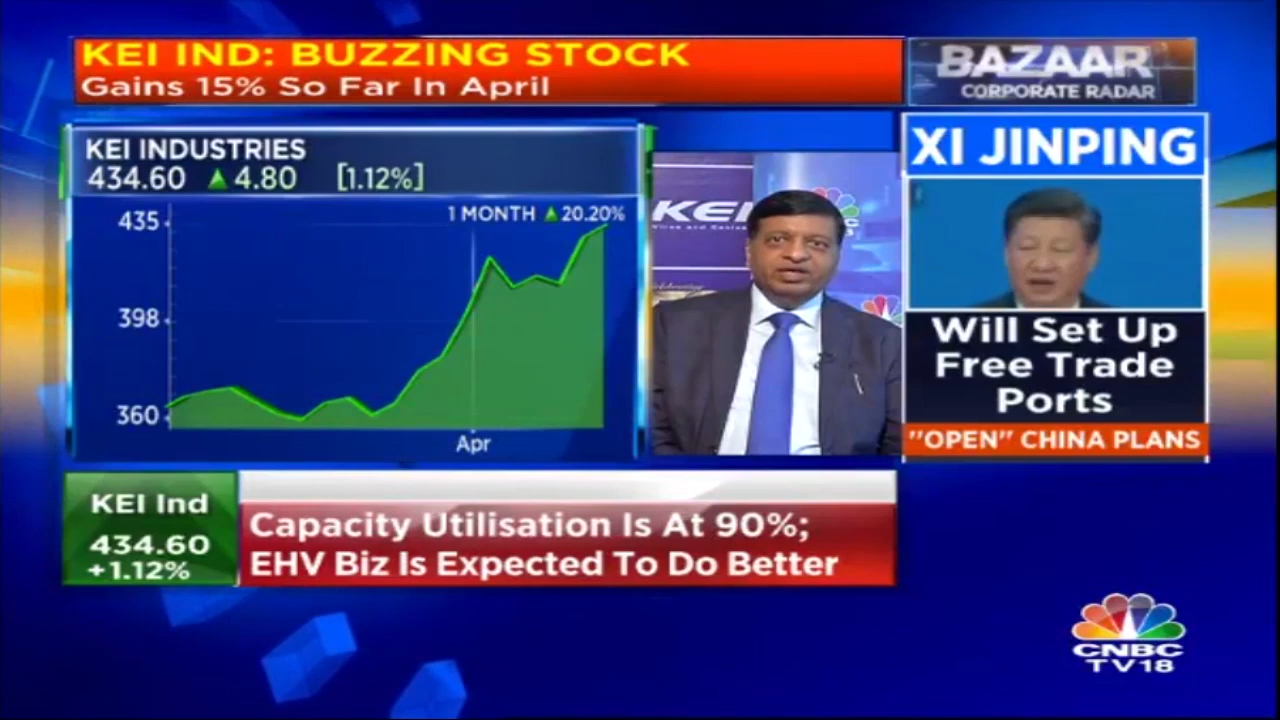 KEI IND: BUZZING STOCK
Gains 15% So Far In April
BAZAAR
CORPORATE RADAR
KEI INDUSTRIES
434.60 ▲ 4.80 [1.12%]
1 MONTH ▲ 20.20%
435
398
360
Apr
KEI
XI JINPING
Will Set Up
Free Trade
Ports
"OPEN" CHINA PLANS
KEI Ind
434.60
+1.12%
Capacity Utilisation Is At 90%;
EHV Biz Is Expected To Do Better
CNBC
TV18